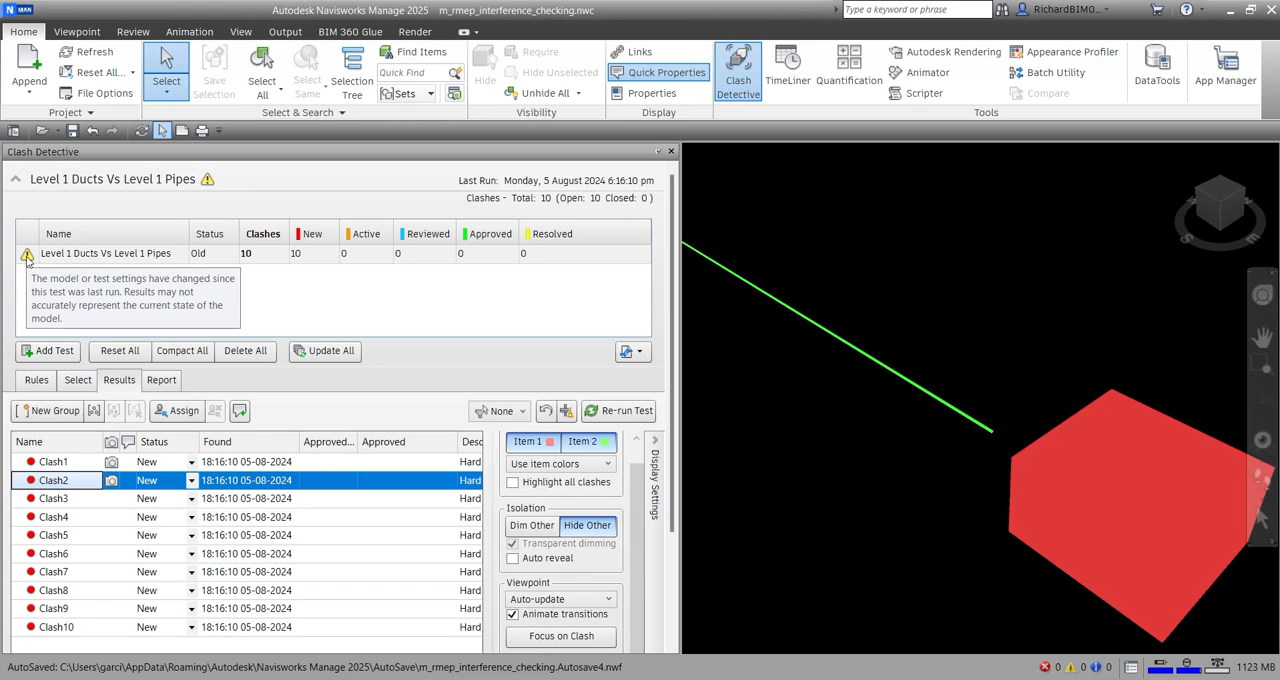 MAN
Autodesk Navisworks Manage 2025 m_rmep_interference_checking.nwc
Type a keyword or phrase
RichardBIMO...
Home Viewpoint Review Animation View Output BIM 360 Glue Render
Append
Refresh
Reset All...
File Options
Project
Select
Save Selection
Select All
Select Same
Selection Tree
Find Items
Quick Find
Sets
Select & Search
Hide
Require
Hide Unselected
Unhide All
Visibility
Links
Quick Properties
Properties
Display
Clash Detective
TimeLiner
Quantification
Autodesk Rendering
Animator
Scripter
Appearance Profiler
Batch Utility
Compare
Tools
DataTools
App Manager
Clash Detective
Level 1 Ducts Vs Level 1 Pipes
Last Run: Monday, 5 August 2024 6:16:10 pm
Clashes - Total: 10 (Open: 10 Closed: 0 )
Name Status Clashes New Active Reviewed Approved Resolved
Level 1 Ducts Vs Level 1 Pipes Old 10 10 0 0 0 0
The model or test settings have changed since
this test was last run. Results may not
accurately represent the current state of the
model.
Add Test Reset All Compact All Delete All Update All
Rules Select Results Report
New Group Assign None Re-run Test
Name Status Found Approved... Approved Desc
Clash1 New 18:16:10 05-08-2024 Hard
Clash2 New 18:16:10 05-08-2024 Hard
Clash3 New 18:16:10 05-08-2024 Hard
Clash4 New 18:16:10 05-08-2024 Hard
Clash5 New 18:16:10 05-08-2024 Hard
Clash6 New 18:16:10 05-08-2024 Hard
Clash7 New 18:16:10 05-08-2024 Hard
Clash8 New 18:16:10 05-08-2024 Hard
Clash9 New 18:16:10 05-08-2024 Hard
Clash10 New 18:16:10 05-08-2024 Hard
Item 1 Item 2
Use item colors
Highlight all clashes
Isolation
Dim Other Hide Other
Transparent dimming
Auto reveal
Viewpoint
Auto-update
Animate transitions
Focus on Clash
Display Settings
AutoSaved: C:\Users\garci\AppData\Roaming\Autodesk\Navisworks Manage 2025\AutoSave\m_rmep_interference_checking.Autosave4.nwf
0 0 0 1123 MB